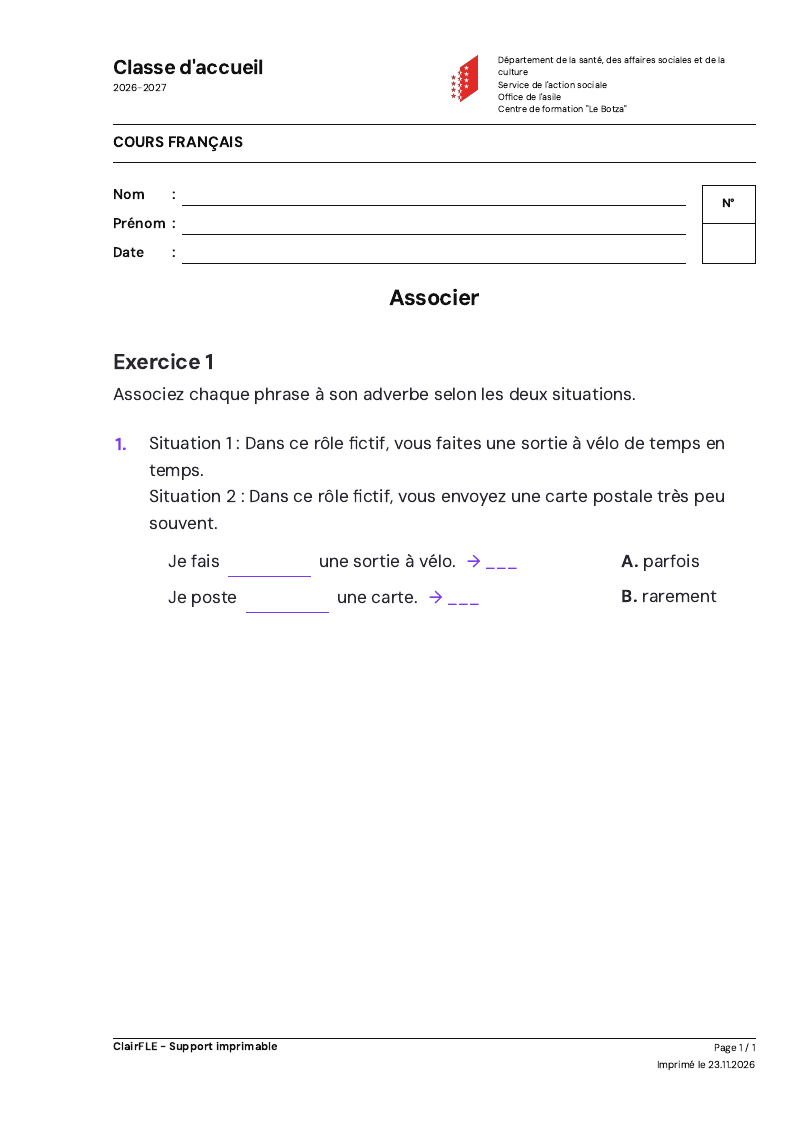 Classe d'accueil
2026-2027
Département de la santé, des affaires sociales et de la
culture
Service de l'action sociale
Office de l'asile
Centre de formation "Le Botza"
COURS FRANÇAIS
Nom :
Prénom :
Date :
N°
Associer
Exercice 1
Associez chaque phrase à son adverbe selon les deux situations.
1. Situation 1 : Dans ce rôle fictif, vous faites une sortie à vélo de temps en
temps.
Situation 2 : Dans ce rôle fictif, vous envoyez une carte postale très peu
souvent.
Je fais ________ une sortie à vélo. → ___ A. parfois
Je poste ________ une carte. → ___ B. rarement
ClairFLE - Support imprimable
Page 1 / 1
Imprimé le 23.11.2026